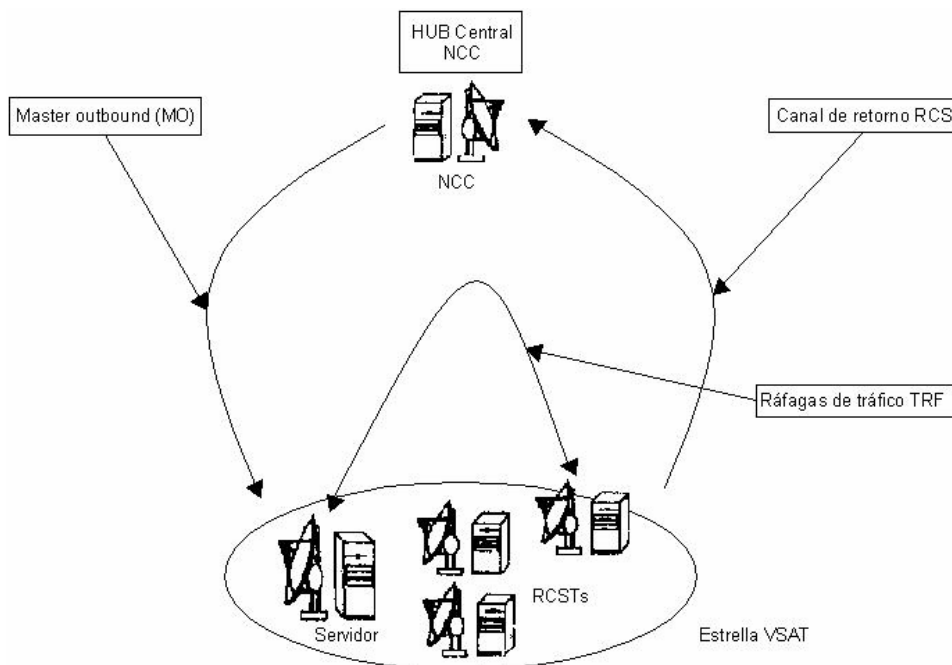 HUB Central
NCC
Master outbound (MO)
Canal de retorno RCS
NCC
Ráfagas de tráfico TRF
RCSTs
Servidor
Estrella VSAT